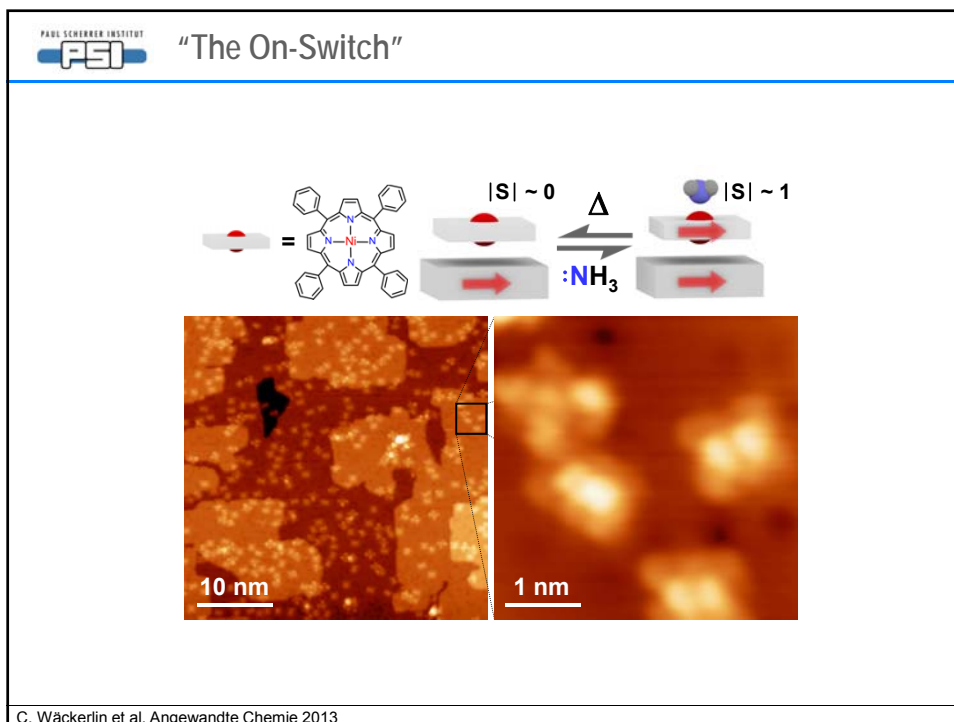 PAUL SCHERRER INSTITUT
PSI
“The On-Switch”
|S| ~ 0
Δ
|S| ~ 1
=
N
N
Ni
N
N
:NH3
10 nm
1 nm
C. Wäckerlin et al. Angewandte Chemie 2013